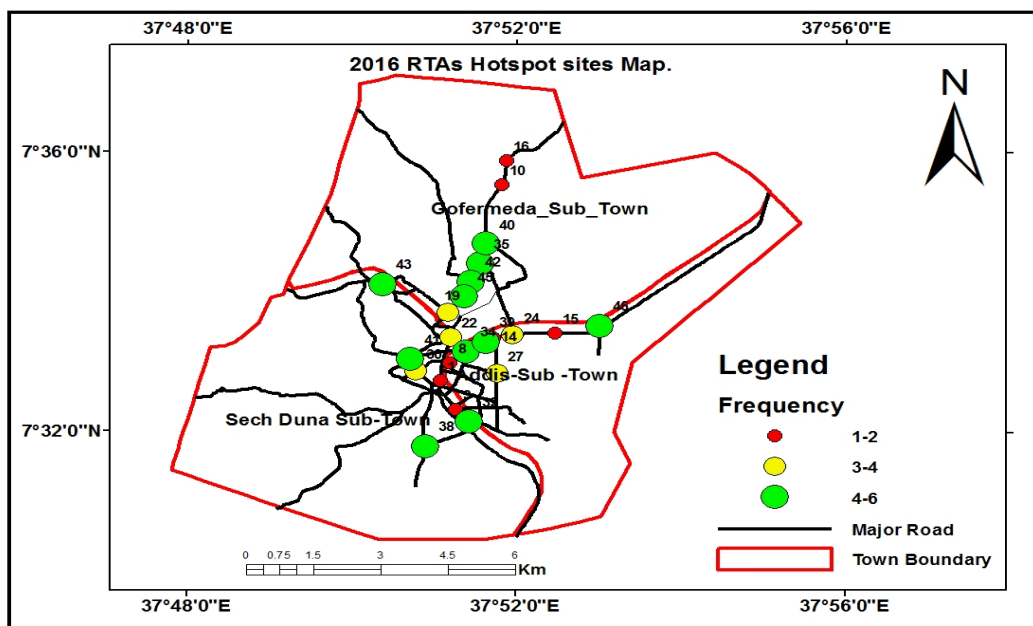 37°48'0"E 37°52'0"E 37°56'0"E
2016 RTAs Hotspot sites Map.
N
7°36'0"N
16
10
Gofermeda_Sub_Town
40
35
42
43
45
19
46
22
24
15
14
8
27
Addis-Sub -Town
Sech Duna Sub-Town
38
7°32'0"N
Legend
Frequency
1-2
3-4
4-6
Major Road
Town Boundary
0 0.75 1.5 3 4.5 6
Km
37°48'0"E 37°52'0"E 37°56'0"E